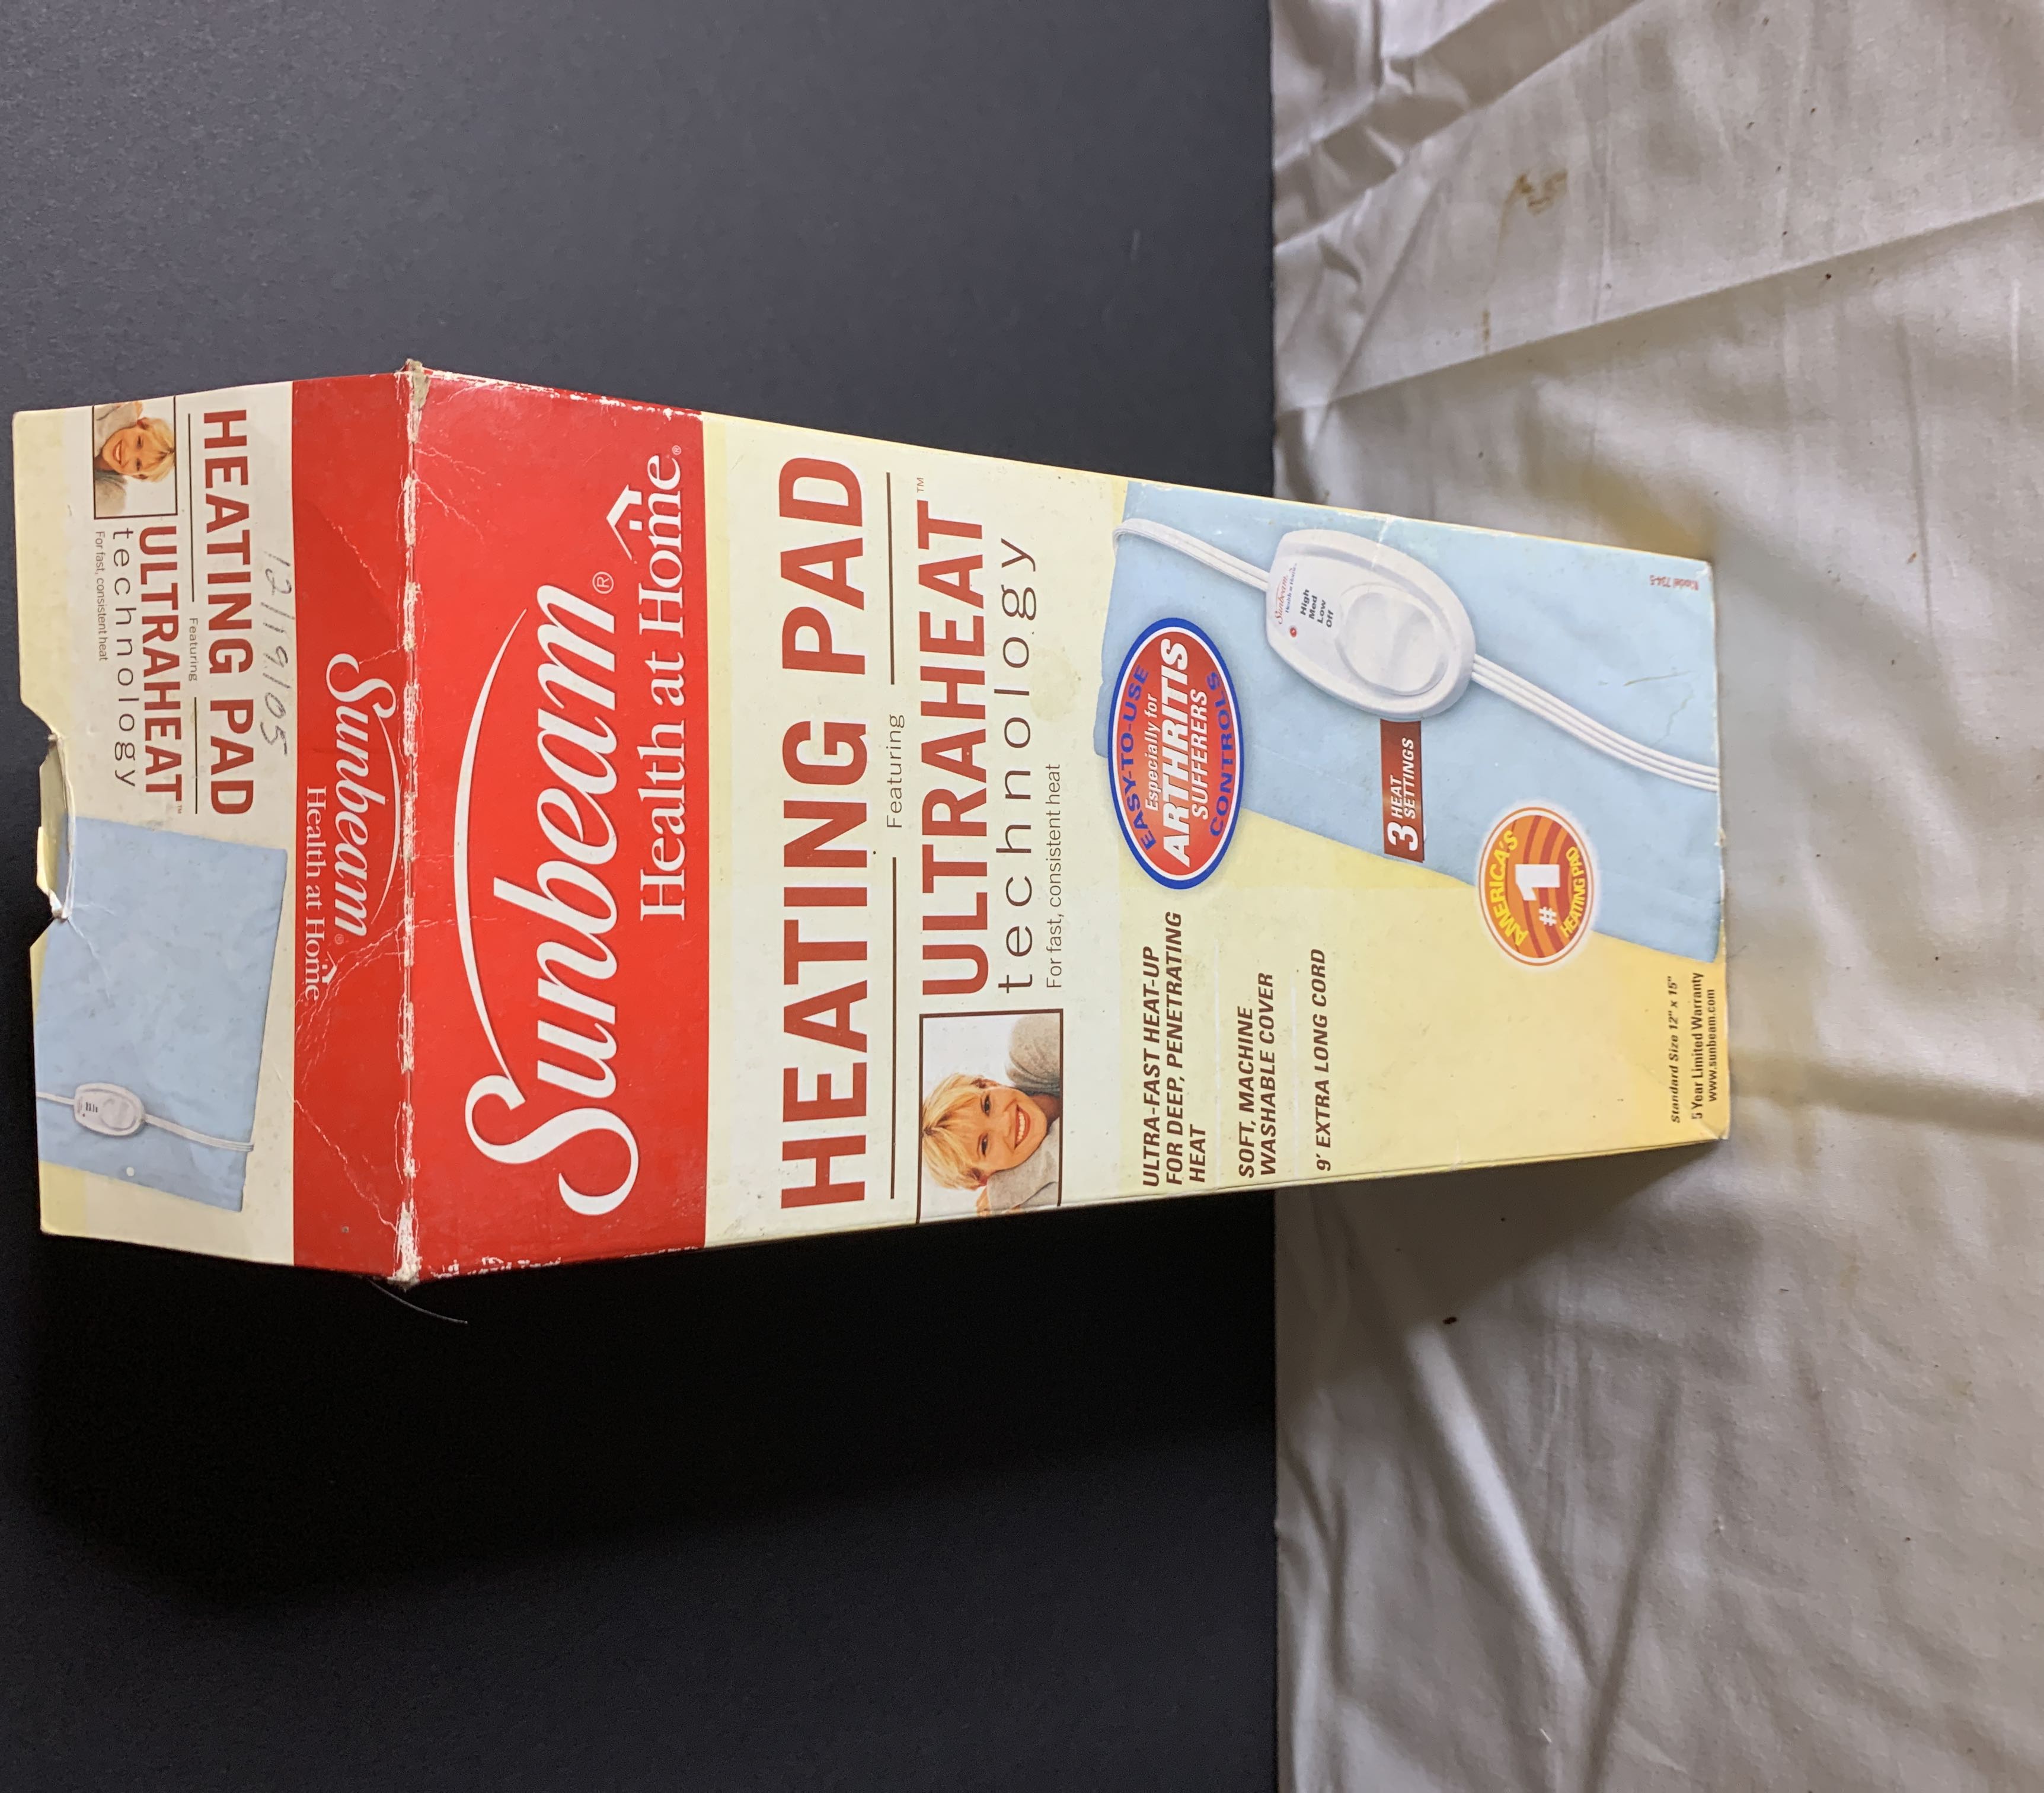 For fast, consistent heat
technology
ULTRAHEAT™
Featuring
HEATING PAD
12/19/05
Sunbeam®
Health at Home
Sunbeam®
Health at Home®
HEATING PAD
Featuring
ULTRAHEAT™
technology
For fast, consistent heat
EASY-TO-USE
Especially for
ARTHRITIS
SUFFERERS
CONTROLS
Sunbeam
High
Med
Low
Off
ULTRA-FAST HEAT-UP
FOR DEEP, PENETRATING
HEAT
SOFT, MACHINE
WASHABLE COVER
9' EXTRA LONG CORD
3 HEAT
SETTINGS
AMERICA'S
#1
HEATING PAD
Standard Size 12" x 15"
5 Year Limited Warranty
www.sunbeam.com